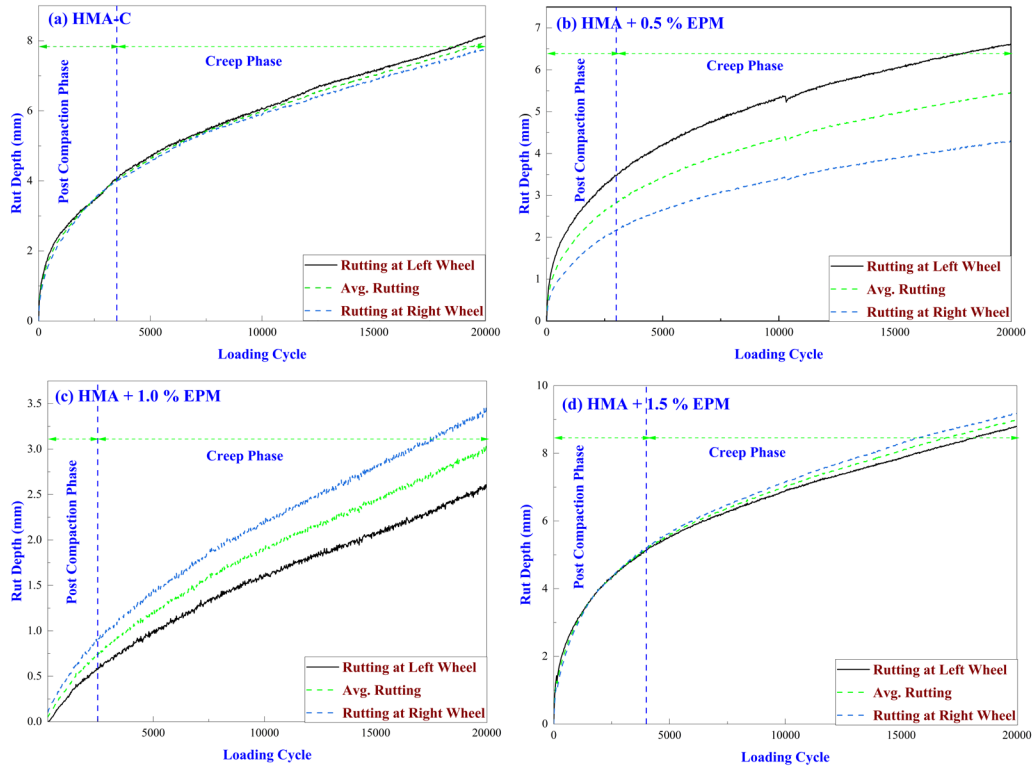 (a) HMA-C
Rut Depth (mm)
8
6
4
2
0
Post Compaction Phase
Creep Phase
Rutting at Left Wheel
Avg. Rutting
Rutting at Right Wheel
0
5000
10000
15000
20000
Loading Cycle
(b) HMA + 0.5 % EPM
Rut Depth (mm)
7
6
5
4
3
2
1
0
Post Compaction Phase
Creep Phase
Rutting at Left Wheel
Avg. Rutting
Rutting at Right Wheel
0
5000
10000
15000
20000
Loading Cycle
(c) HMA + 1.0 % EPM
Rut Depth (mm)
3.5
3.0
2.5
2.0
1.5
1.0
0.5
0.0
Post Compaction Phase
Creep Phase
Rutting at Left Wheel
Avg. Rutting
Rutting at Right Wheel
5000
10000
15000
20000
Loading Cycle
(d) HMA + 1.5 % EPM
Rut Depth (mm)
10
8
6
4
2
0
Post Compaction Phase
Creep Phase
Rutting at Left Wheel
Avg. Rutting
Rutting at Right Wheel
0
5000
10000
15000
20000
Loading Cycle